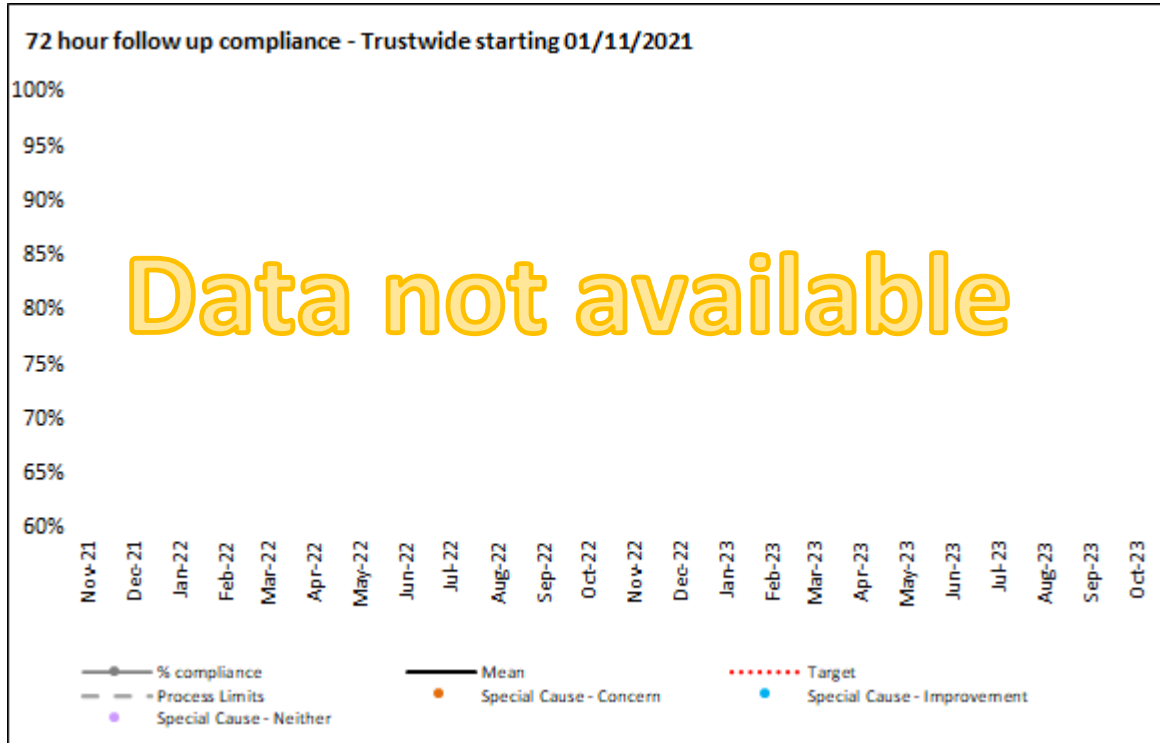 72 hour follow up compliance - Trustwide starting 01/11/2021
100%
95%
90%
85%
80%
75%
70%
65%
60%
Data not available
Nov-21
Dec-21
Jan-22
Feb-22
Mar-22
Apr-22
May-22
Jun-22
Jul-22
Aug-22
Sep-22
Oct-22
Nov-22
Dec-22
Jan-23
Feb-23
Mar-23
Apr-23
May-23
Jun-23
Jul-23
Aug-23
Sep-23
Oct-23
% compliance
Mean
Target
Process Limits
Special Cause - Concern
Special Cause - Improvement
Special Cause - Neither